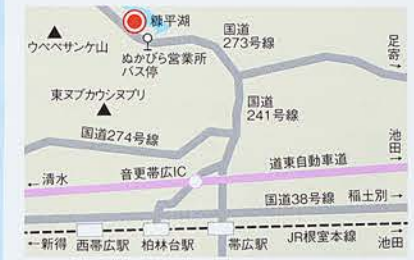 糠平湖
国道
273号線
ウペペサンケ山
ぬかびら営業所
バス停
足寄
東ヌプカウシヌプリ
国道
241号線
国道274号線
池田
音更帯広IC
道東自動車道
←清水
国道38号線
稲士別
←新得
西帯広駅
柏林台駅
帯広駅
JR根室本線
池田